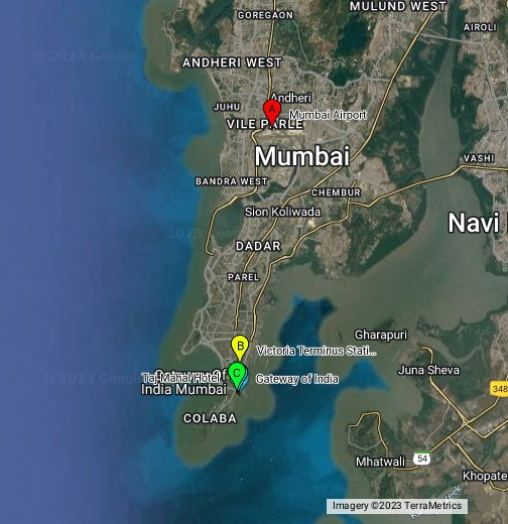 MULUND WEST
GOREGAON
AIROLI
© 2023 Google
ANDHERI WEST
Andheri
JUHU
A
Mumbai Airport
VILE PARLE
Mumbai
VASHI
BANDRA WEST
CHEMBUR
Sion Koliwada
Navi
DADAR
PAREL
Gharapuri
B
Victoria Terminus Stati...
Juna Sheva
C
Taj Mahal Hotel
Gateway of India
India Mumbai
348
COLABA
Mhatwali
54
Khopate
Imagery ©2023 TerraMetrics